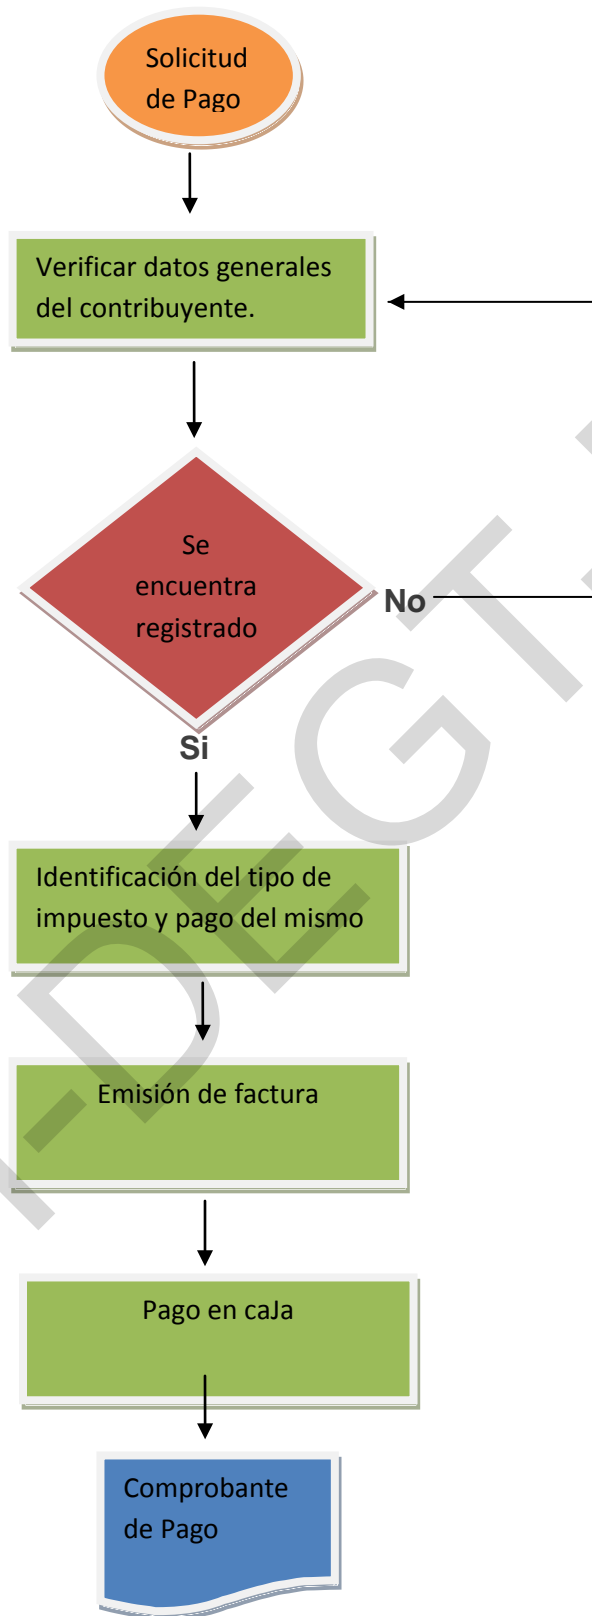 Solicitud
de Pago
Verificar datos generales
del contribuyente.
Se
encuentra
registrado
No
Si
Identificación del tipo de
impuesto y pago del mismo
Emisión de factura
Pago en caJa
Comprobante
de Pago
-DEGT